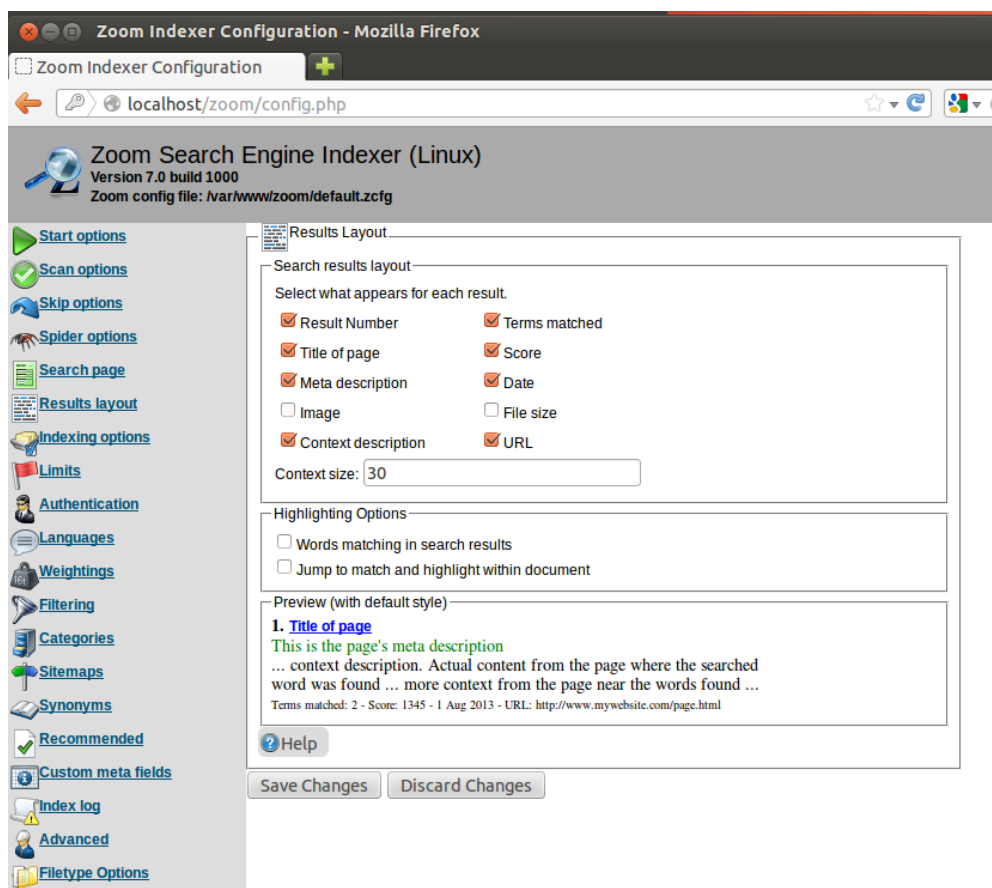 Zoom Indexer Configuration - Mozilla Firefox
Zoom Indexer Configuration
localhost/zoom/config.php
Zoom Search Engine Indexer (Linux)
Version 7.0 build 1000
Zoom config file: /var/www/zoom/default.zcfg
Start options
Scan options
Skip options
Spider options
Search page
Results layout
Indexing options
Limits
Authentication
Languages
Weightings
Filtering
Categories
Sitemaps
Synonyms
Recommended
Custom meta fields
Index log
Advanced
Filetype Options
Results Layout
Search results layout
Select what appears for each result.
Result Number
Terms matched
Title of page
Score
Meta description
Date
Image
File size
Context description
URL
Context size: 30
Highlighting Options
Words matching in search results
Jump to match and highlight within document
Preview (with default style)
1. Title of page
This is the page's meta description
... context description. Actual content from the page where the searched
word was found ... more context from the page near the words found ...
Terms matched: 2 - Score: 1345 - 1 Aug 2013 - URL: http://www.mywebsite.com/page.html
Help
Save Changes
Discard Changes